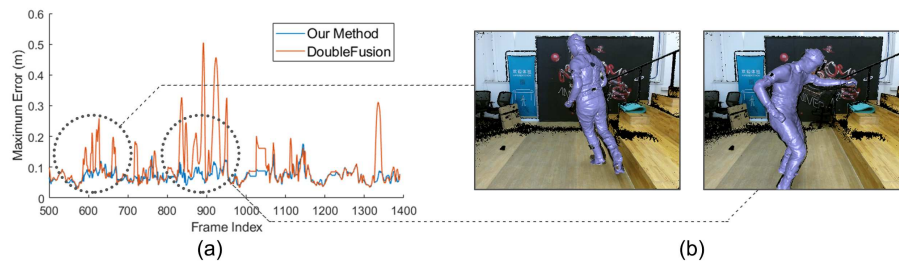 0.6
0.5
0.4
0.3
0.2
0.1
0
Maximum Error (m)
Our Method
DoubleFusion
500 600 700 800 900 1000 1100 1200 1300 1400
Frame Index
(a)
(b)